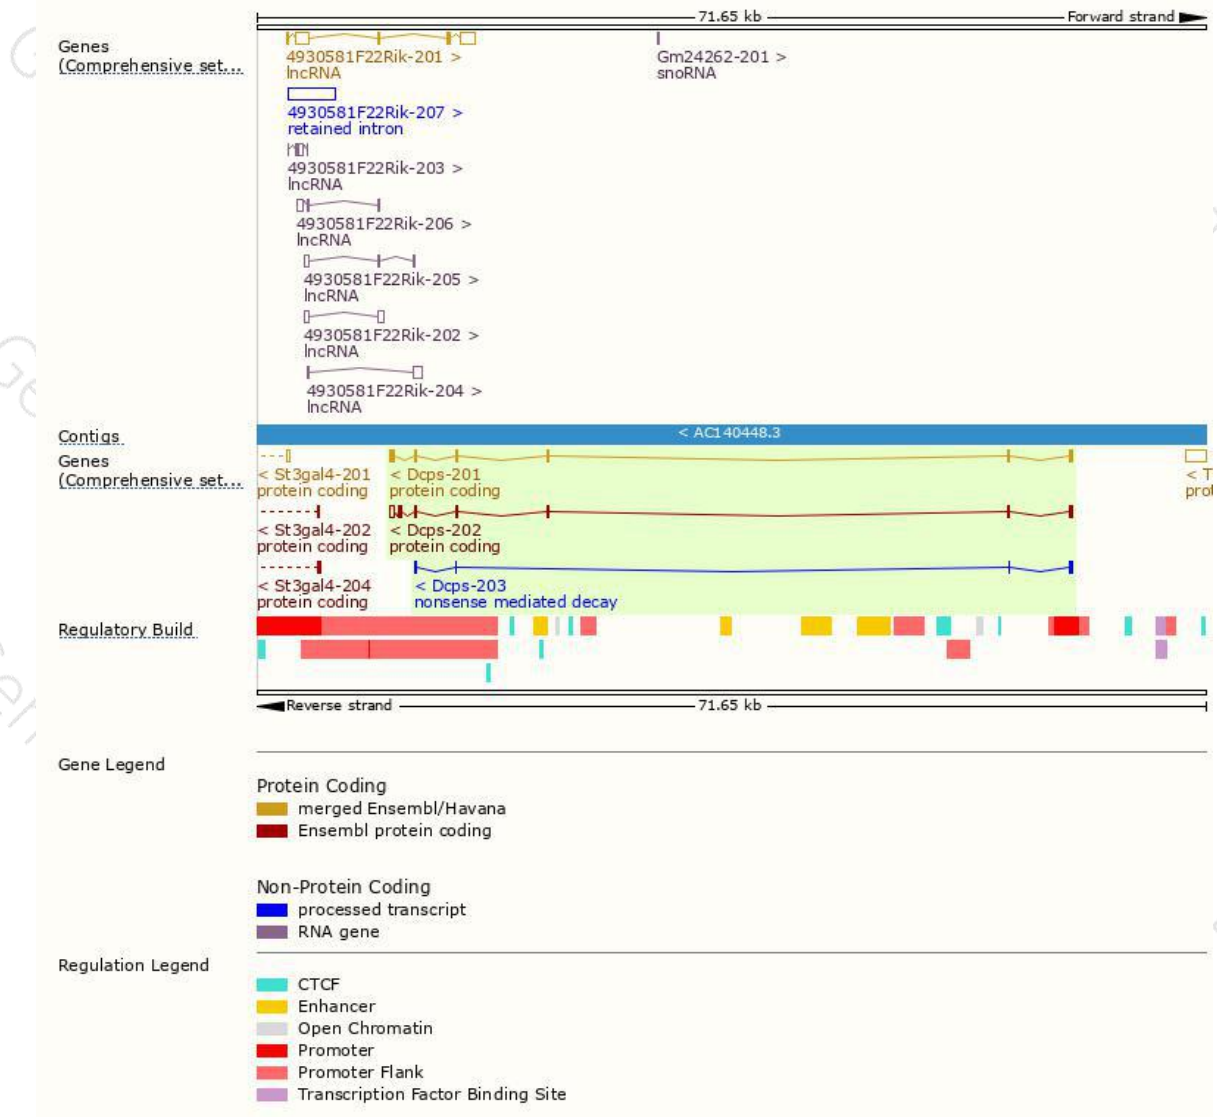 71.65 kb
Forward strand
Genes
(Comprehensive set...
4930581F22Rik-201 >
lncRNA
Gm24262-201 >
snoRNA
4930581F22Rik-207 >
retained intron
4930581F22Rik-203 >
lncRNA
4930581F22Rik-206 >
lncRNA
4930581F22Rik-205 >
lncRNA
4930581F22Rik-202 >
lncRNA
4930581F22Rik-204 >
lncRNA
Contigs
< AC140448.3
Genes
(Comprehensive set...
< St3gal4-201
protein coding
< Dcps-201
protein coding
< T
prot
< St3gal4-202
protein coding
< Dcps-202
protein coding
< St3gal4-204
protein coding
< Dcps-203
nonsense mediated decay
Regulatory Build
Reverse strand
71.65 kb
Gene Legend
Protein Coding
merged Ensembl/Havana
Ensembl protein coding
Non-Protein Coding
processed transcript
RNA gene
Regulation Legend
CTCF
Enhancer
Open Chromatin
Promoter
Promoter Flank
Transcription Factor Binding Site